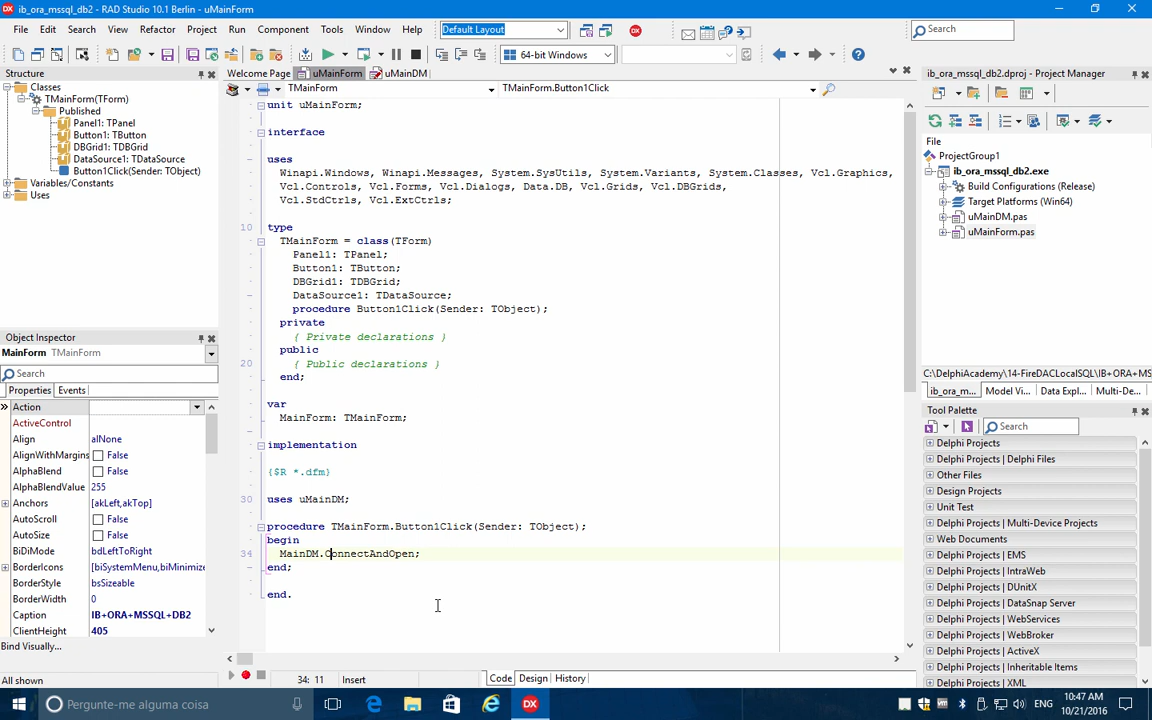 ib_ora_mssql_db2 - RAD Studio 10.1 Berlin - uMainForm
File Edit Search View Refactor Project Run Component Tools Window Help
Default Layout
Search
64-bit Windows
Structure
Classes
TMainForm(TForm)
Published
Panel1: TPanel
Button1: TButton
DBGrid1: TDBGrid
DataSource1: TDataSource
Button1Click(Sender: TObject)
Variables/Constants
Uses
Object Inspector
MainForm TMainForm
Search
Properties Events
Action
ActiveControl
Align alNone
AlignWithMargins False
AlphaBlend False
AlphaBlendValue 255
Anchors [akLeft,akTop]
AutoScroll False
AutoSize False
BiDiMode bdLeftToRight
BorderIcons [biSystemMenu,biMinimize
BorderStyle bsSizeable
BorderWidth 0
Caption IB+ORA+MSSQL+DB2
ClientHeight 405
Bind Visually...
All shown
Welcome Page uMainForm uMainDM
TMainForm TMainForm.Button1Click
unit uMainForm;
interface
uses
Winapi.Windows, Winapi.Messages, System.SysUtils, System.Variants, System.Classes, Vcl.Graphics,
Vcl.Controls, Vcl.Forms, Vcl.Dialogs, Data.DB, Vcl.Grids, Vcl.DBGrids,
Vcl.StdCtrls, Vcl.ExtCtrls;
10 type
TMainForm = class(TForm)
Panel1: TPanel;
Button1: TButton;
DBGrid1: TDBGrid;
DataSource1: TDataSource;
procedure Button1Click(Sender: TObject);
private
{ Private declarations }
public
20 { Public declarations }
end;
var
MainForm: TMainForm;
implementation
{$R *.dfm}
30 uses uMainDM;
procedure TMainForm.Button1Click(Sender: TObject);
begin
34 MainDM.ConnectAndOpen;
end;
end.
34: 11 Insert Code Design History
ib_ora_mssql_db2.dproj - Project Manager
File
ProjectGroup1
ib_ora_mssql_db2.exe
Build Configurations (Release)
Target Platforms (Win64)
uMainDM.pas
uMainForm.pas
C:\DelphiAcademy\14-FireDACLocalSQL\IB+ORA+MS
ib_ora_m... Model Vi... Data Expl... Multi-De...
Tool Palette
Search
Delphi Projects
Delphi Projects | Delphi Files
Other Files
Design Projects
Unit Test
Delphi Projects | Multi-Device Projects
Web Documents
Delphi Projects | EMS
Delphi Projects | IntraWeb
Delphi Projects | DUnitX
Delphi Projects | DataSnap Server
Delphi Projects | WebServices
Delphi Projects | WebBroker
Delphi Projects | ActiveX
Delphi Projects | Inheritable Items
Delphi Projects | XML
Pergunte-me alguma coisa
DX
ENG
10:47 AM
10/21/2016